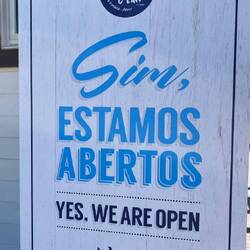 Sim,
ESTAMOS
ABERTOS
YES. WE ARE OPEN